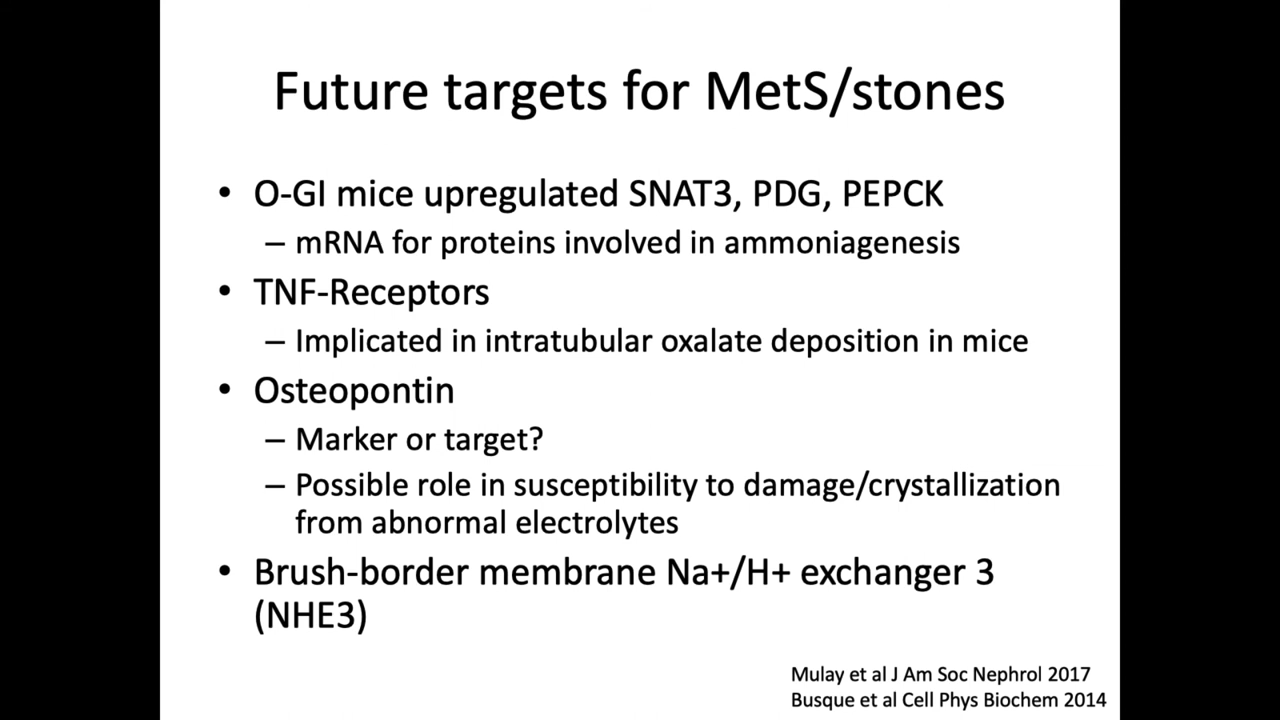 Future targets for MetS/stones
• O-GI mice upregulated SNAT3, PDG, PEPCK
– mRNA for proteins involved in ammoniagenesis
• TNF-Receptors
– Implicated in intratubular oxalate deposition in mice
• Osteopontin
– Marker or target?
– Possible role in susceptibility to damage/crystallization
from abnormal electrolytes
• Brush-border membrane Na+/H+ exchanger 3
(NHE3)
Mulay et al J Am Soc Nephrol 2017
Busque et al Cell Phys Biochem 2014